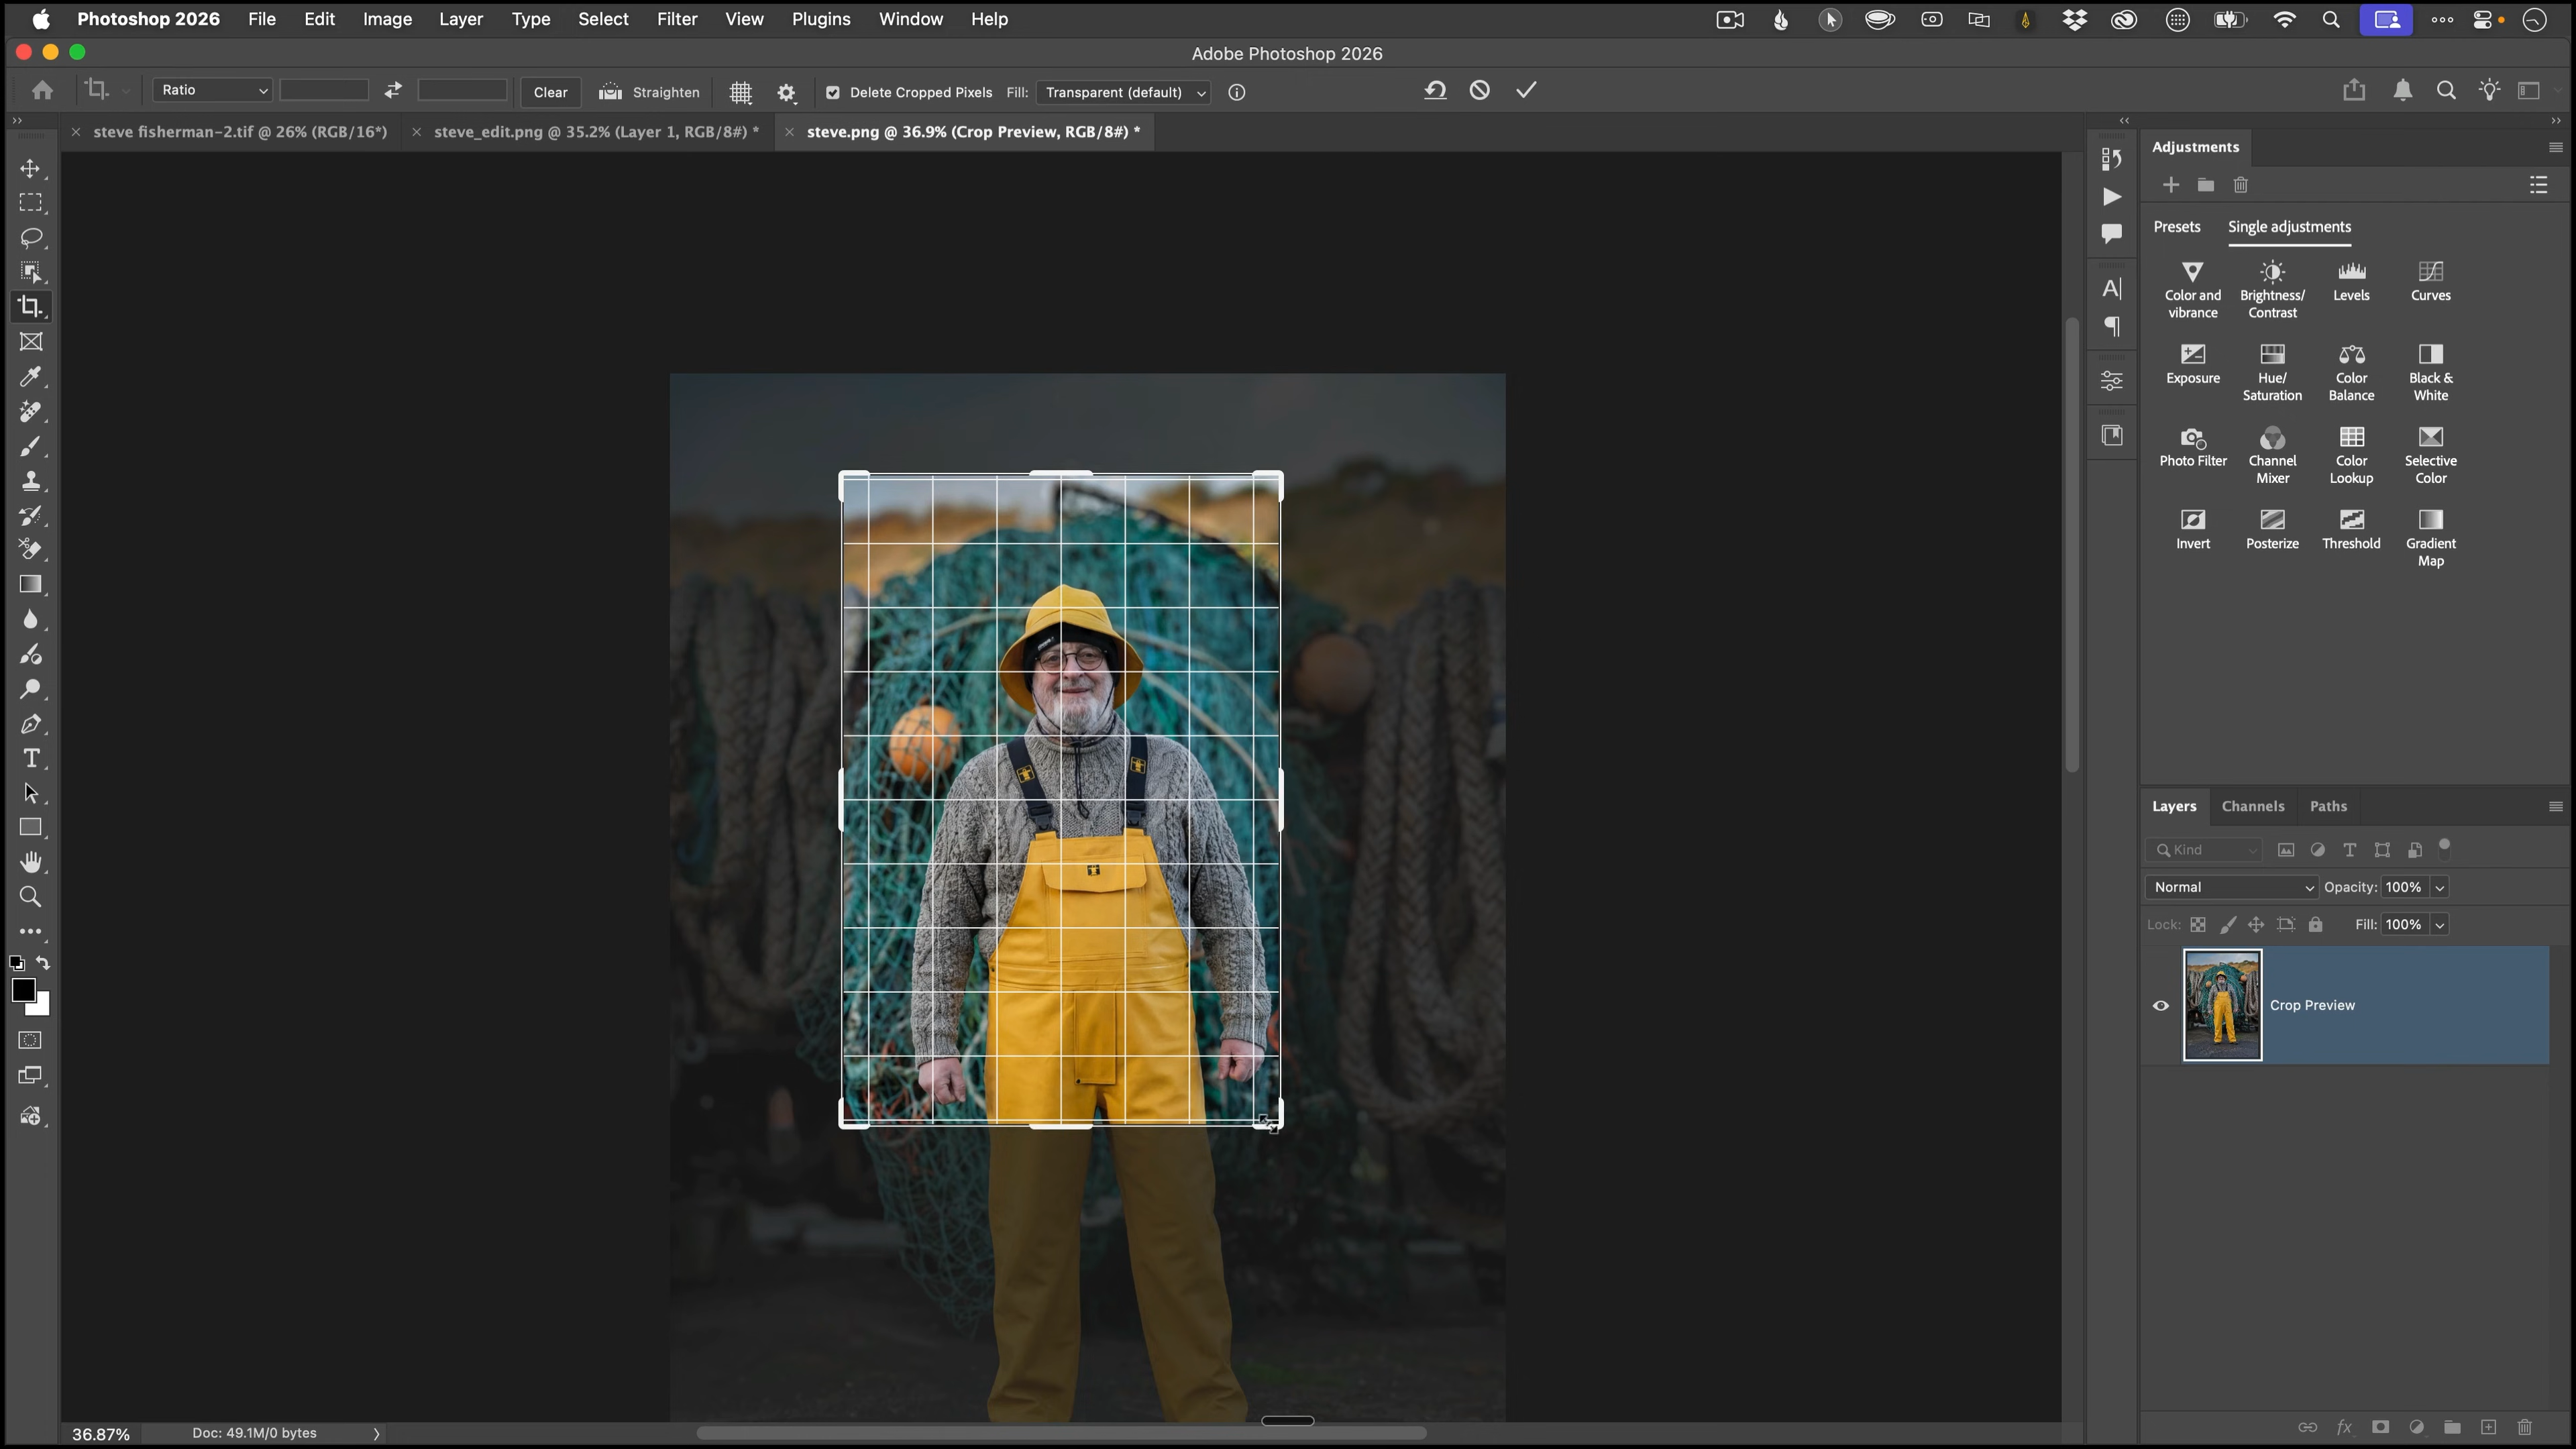 Photoshop 2026 File Edit Image Layer Type Select Filter View Plugins Window Help
Adobe Photoshop 2026
Ratio Clear Straighten Delete Cropped Pixels Fill: Transparent (default)
steve fisherman-2.tif @ 26% (RGB/16*) steve_edit.png @ 35.2% (Layer 1, RGB/8#) * steve.png @ 36.9% (Crop Preview, RGB/8#) *
Adjustments
Presets Single adjustments
Color and vibrance
Brightness/ Contrast
Levels
Curves
Exposure
Hue/ Saturation
Color Balance
Black & White
Photo Filter
Channel Mixer
Color Lookup
Selective Color
Invert
Posterize
Threshold
Gradient Map
Layers Channels Paths
Kind
Normal Opacity: 100%
Lock: Fill: 100%
Crop Preview
36.87% Doc: 49.1M/0 bytes